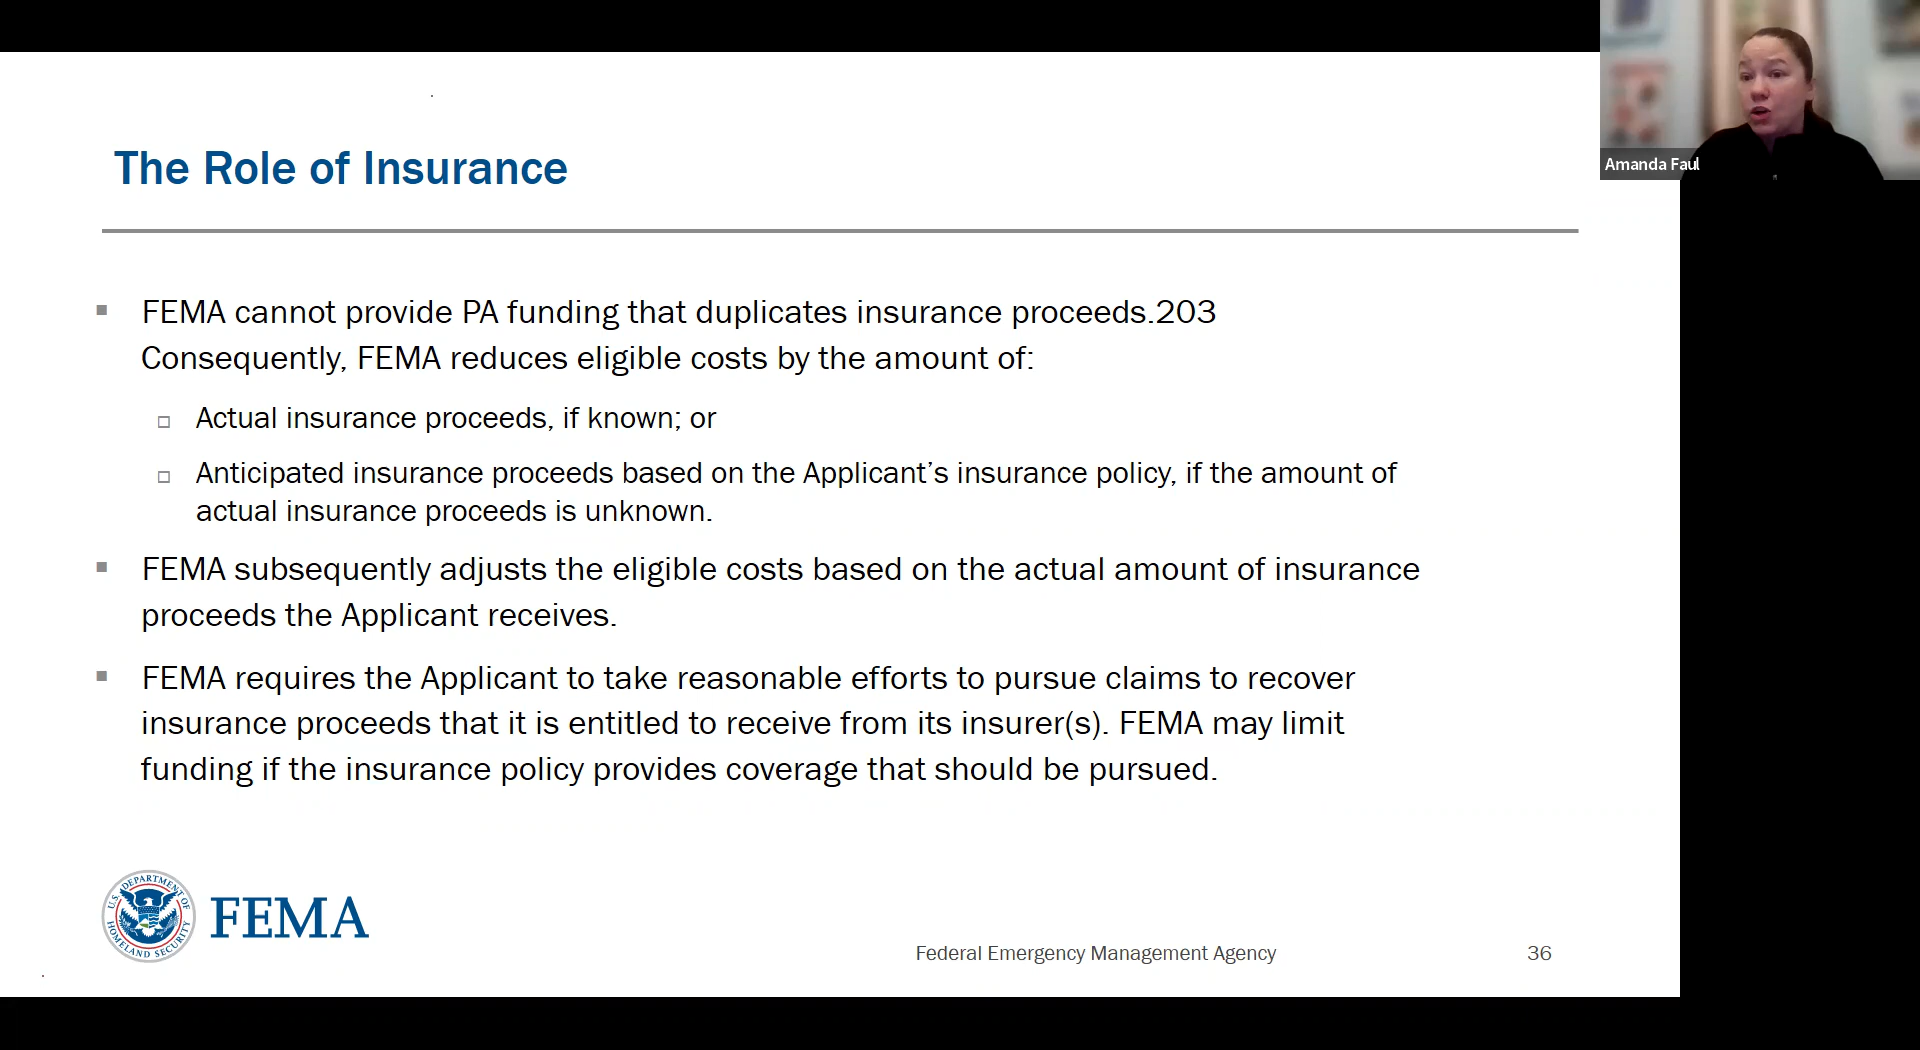 Amanda Faul
The Role of Insurance
FEMA cannot provide PA funding that duplicates insurance proceeds.203
Consequently, FEMA reduces eligible costs by the amount of:
Actual insurance proceeds, if known; or
Anticipated insurance proceeds based on the Applicant’s insurance policy, if the amount of
actual insurance proceeds is unknown.
FEMA subsequently adjusts the eligible costs based on the actual amount of insurance
proceeds the Applicant receives.
FEMA requires the Applicant to take reasonable efforts to pursue claims to recover
insurance proceeds that it is entitled to receive from its insurer(s). FEMA may limit
funding if the insurance policy provides coverage that should be pursued.
U.S. DEPARTMENT OF
HOMELAND SECURITY
FEMA
Federal Emergency Management Agency
36